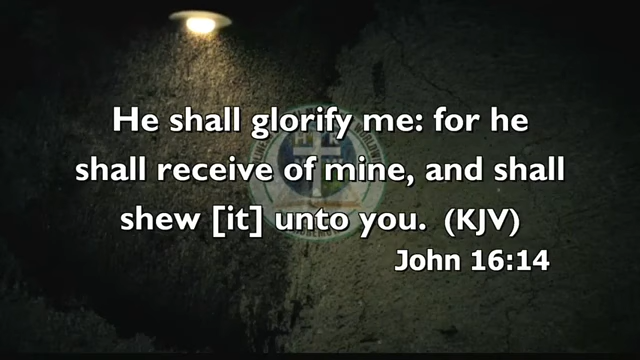 He shall glorify me: for he
shall receive of mine, and shall
shew [it] unto you. (KJV)
John 16:14